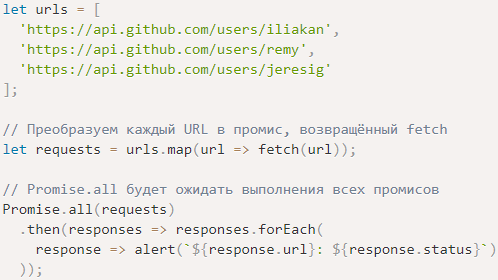 let urls = [
  'https://api.github.com/users/iliakan',
  'https://api.github.com/users/remy',
  'https://api.github.com/users/jeresig'
];

// Преобразуем каждый URL в промис, возвращённый fetch
let requests = urls.map(url => fetch(url));

// Promise.all будет ожидать выполнения всех промисов
Promise.all(requests)
  .then(responses => responses.forEach(
    response => alert(`${response.url}: ${response.status}`)
  ));